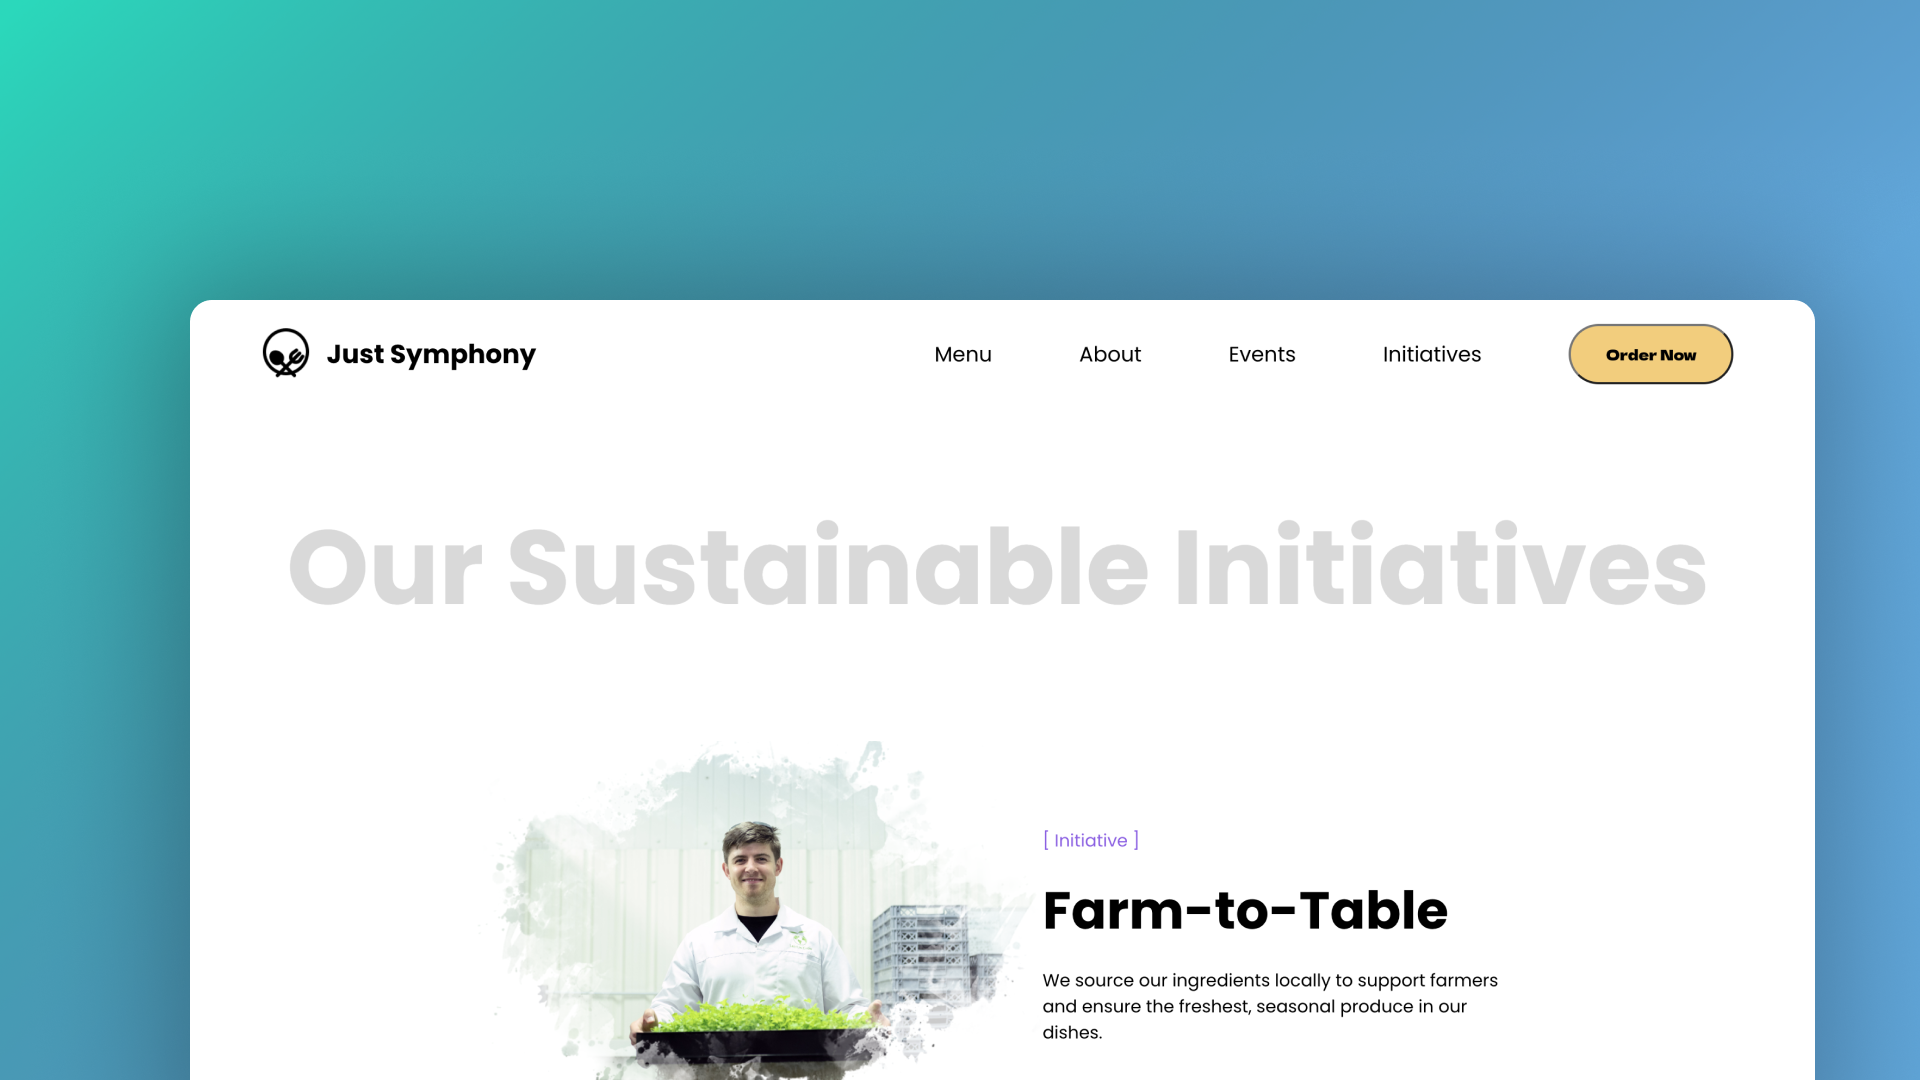 Just Symphony
Menu
About
Events
Initiatives
Order Now
Our Sustainable Initiatives
[ Initiative ]
Farm-to-Table
We source our ingredients locally to support farmers
and ensure the freshest, seasonal produce in our
dishes.